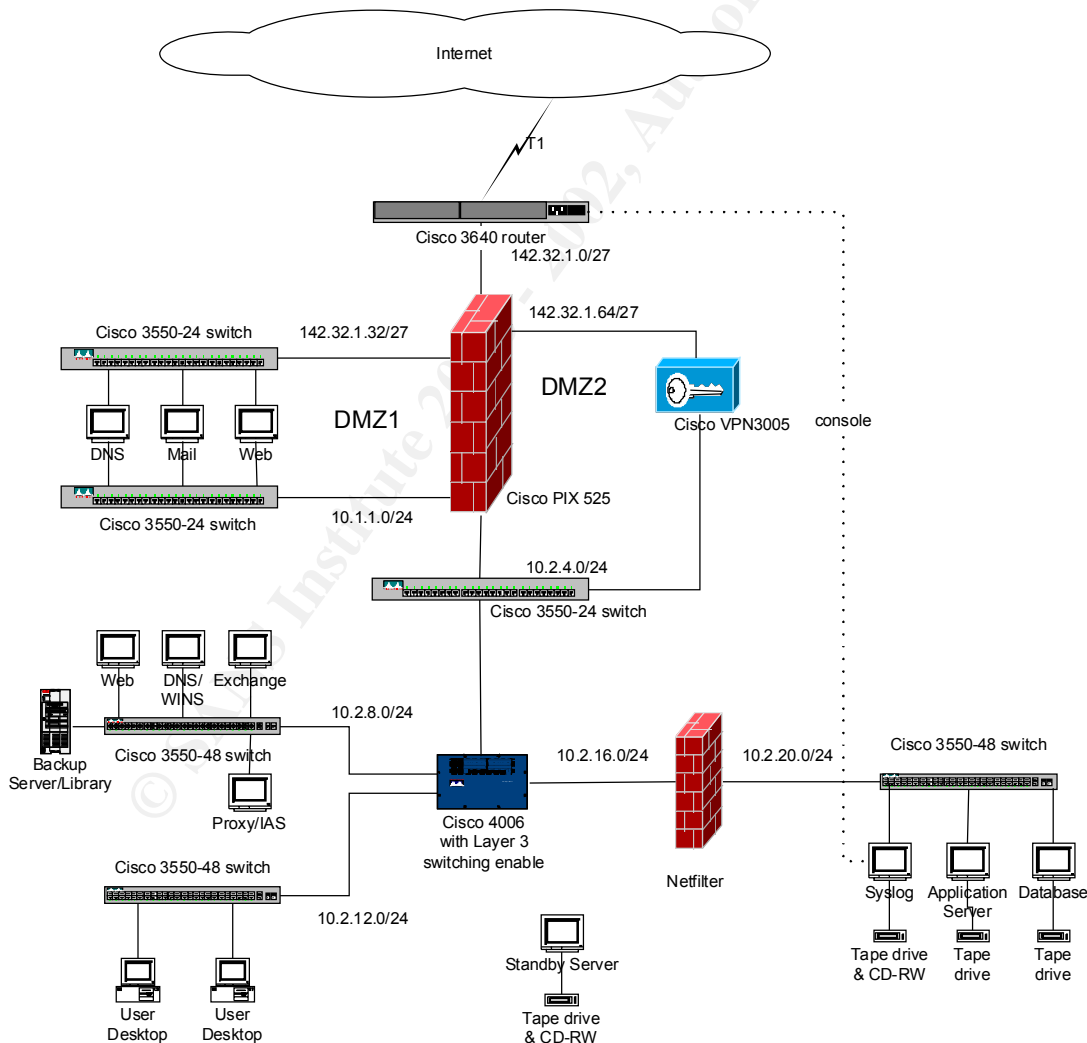 Internet
T1
Cisco 3640 router
142.32.1.0/27
Cisco 3550-24 switch
142.32.1.32/27
142.32.1.64/27
DMZ1
DMZ2
DNS
Mail
Web
Cisco VPN3005
console
Cisco 3550-24 switch
10.1.1.0/24
Cisco PIX 525
10.2.4.0/24
Cisco 3550-24 switch
Web
DNS/
WINS
Exchange
10.2.8.0/24
Backup
Server/Library
Cisco 3550-48 switch
Proxy/IAS
Cisco 4006
with Layer 3
switching enable
10.2.16.0/24
10.2.20.0/24
Netfilter
Cisco 3550-48 switch
Cisco 3550-48 switch
10.2.12.0/24
User
Desktop
User
Desktop
Standby Server
Tape drive
& CD-RW
Syslog
Application
Server
Database
Tape drive
& CD-RW
Tape
drive
Tape
drive
© SANS Institute 20 - 2002, Au